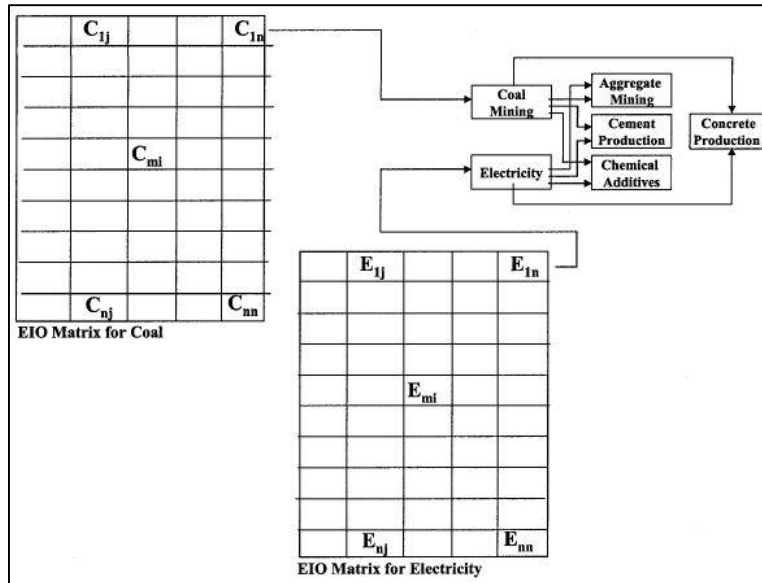 C1j
C1n
Cmi
Cnj
Cnn
EIO Matrix for Coal
Coal
Mining
Electricity
Aggregate
Mining
Cement
Production
Chemical
Additives
Concrete
Production
E1j
E1n
Emi
Enj
Enn
EIO Matrix for Electricity